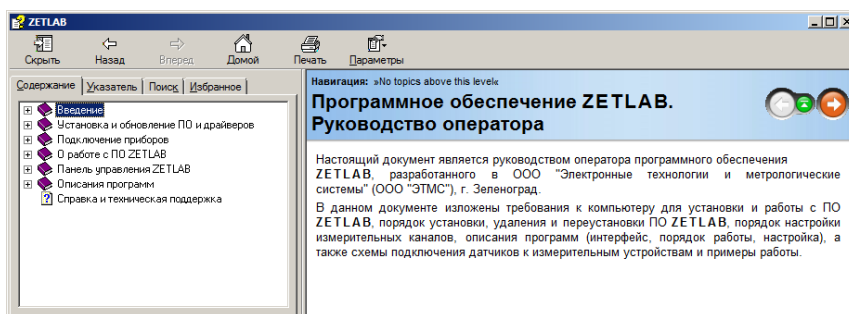 ZETLAB
Скрыть Назад Вперед Домой Печать Параметры
Содержание Указатель Поиск Избранное
Введение
Установка и обновление ПО и драйверов
Подключение приборов
О работе с ПО ZETLAB
Панель управления ZETLAB
Описания программ
Справка и техническая поддержка
Навигация: »No topics above this level«
Программное обеспечение ZETLAB.
Руководство оператора
Настоящий документ является руководством оператора программного обеспечения
ZETLAB, разработанного в ООО "Электронные технологии и метрологические
системы" (ООО "ЭТМС"), г. Зеленоград.
В данном документе изложены требования к компьютеру для установки и работы с ПО
ZETLAB, порядок установки, удаления и переустановки ПО ZETLAB, порядок настройки
измерительных каналов, описания программ (интерфейс, порядок работы, настройка), а
также схемы подключения датчиков к измерительным устройствам и примеры работы.